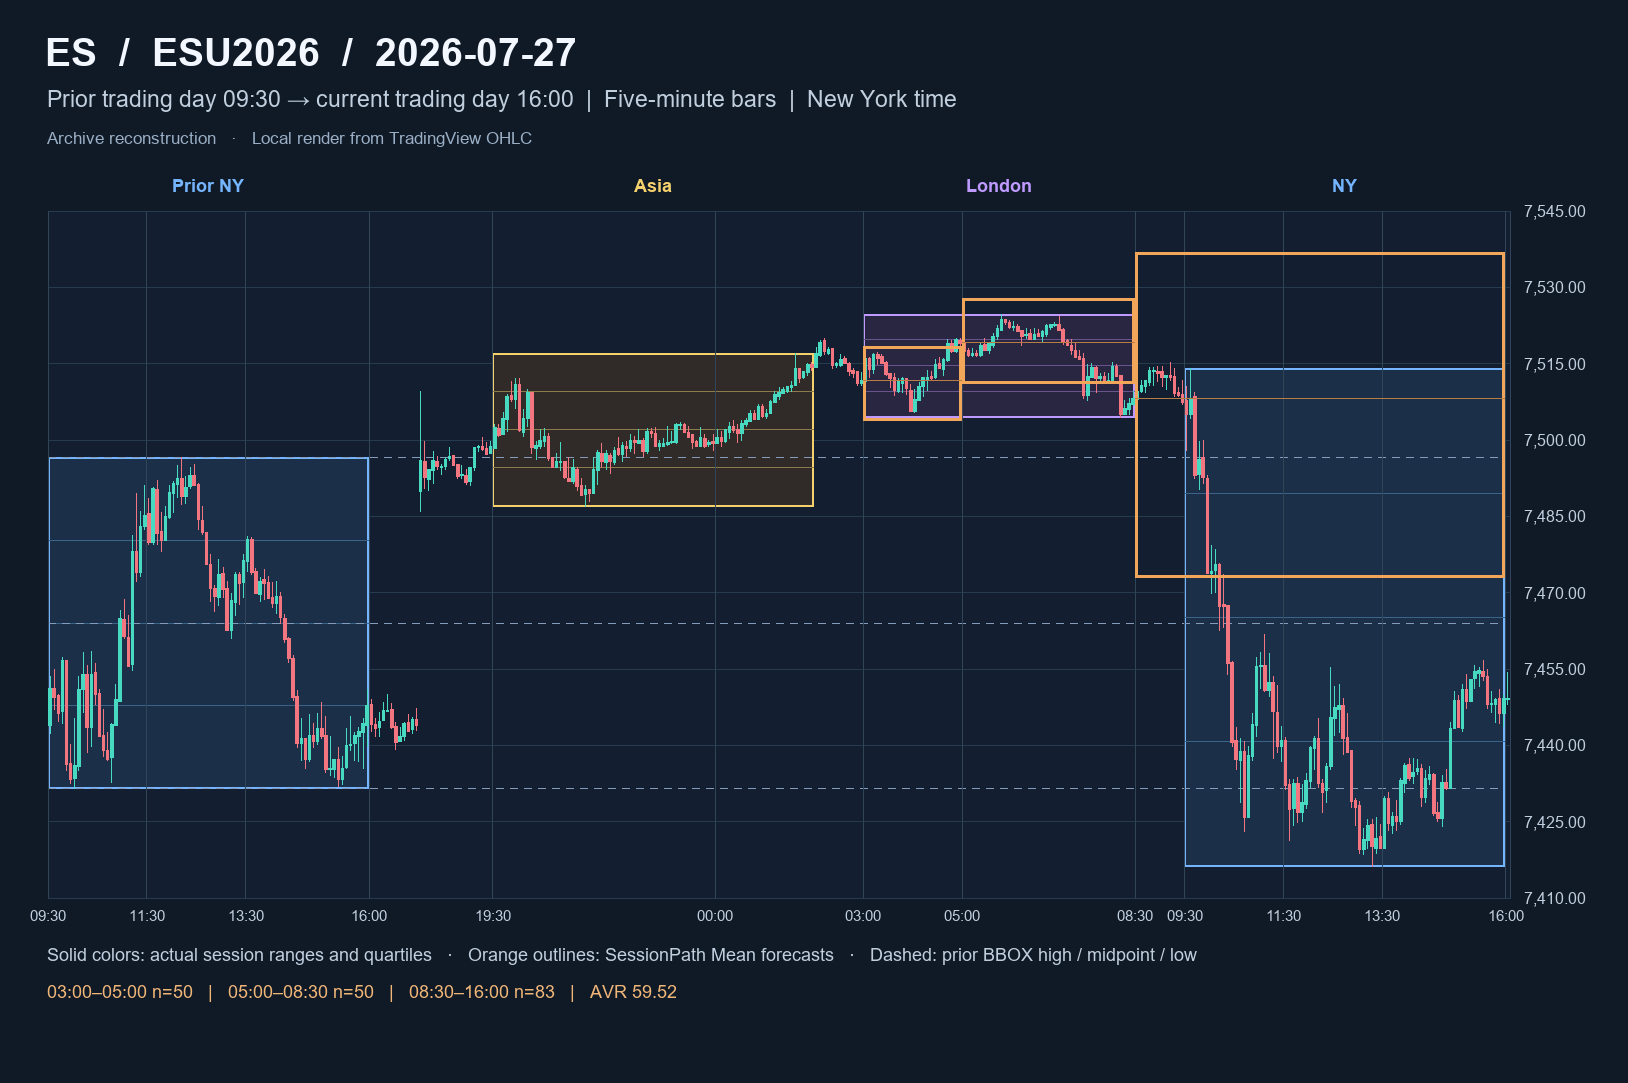 ES / ESU2026 / 2026-07-27
Prior trading day 09:30 → current trading day 16:00 | Five-minute bars | New York time
Archive reconstruction · Local render from TradingView OHLC
Prior NY Asia London NY
7,545.00
7,530.00
7,515.00
7,500.00
7,485.00
7,470.00
7,455.00
7,440.00
7,425.00
7,410.00
09:30 11:30 13:30 16:00 19:30 00:00 03:00 05:00 08:30 09:30 11:30 13:30 16:00
Solid colors: actual session ranges and quartiles · Orange outlines: SessionPath Mean forecasts · Dashed: prior BBOX high / midpoint / low
03:00–05:00 n=50 | 05:00–08:30 n=50 | 08:30–16:00 n=83 | AVR 59.52